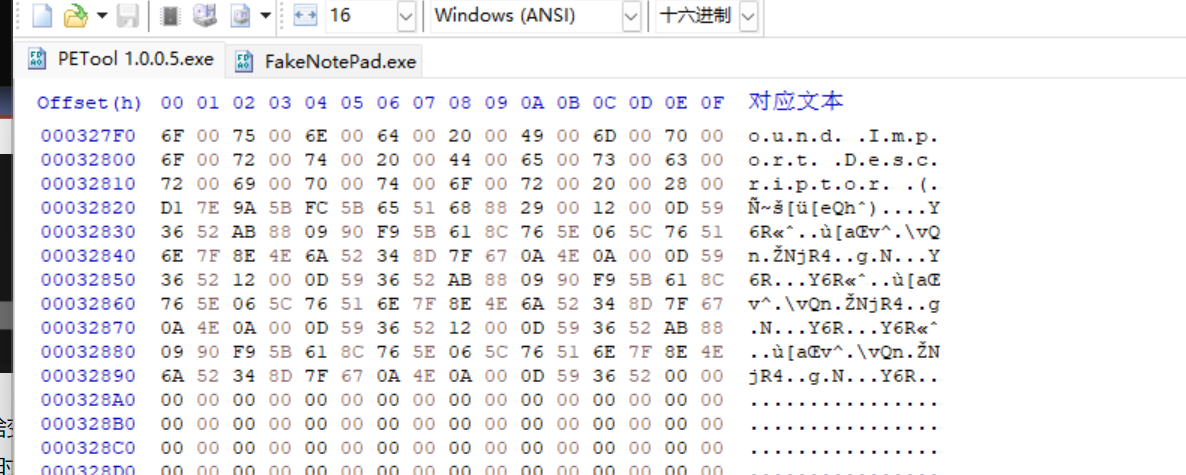 16 Windows (ANSI) 十六进制
PETool 1.0.0.5.exe FakeNotePad.exe
Offset(h) 00 01 02 03 04 05 06 07 08 09 0A 0B 0C 0D 0E 0F 对应文本
000327F0 6F 00 75 00 6E 00 64 00 20 00 49 00 6D 00 70 00 o.u.n.d. .I.m.p.
00032800 6F 00 72 00 74 00 20 00 44 00 65 00 73 00 63 00 o.r.t. .D.e.s.c.
00032810 72 00 69 00 70 00 74 00 6F 00 72 00 20 00 28 00 r.i.p.t.o.r. .(.
00032820 D1 7E 9A 5B FC 5B 65 51 68 88 29 00 12 00 0D 59 Ñ~š[ü[eQhˆ)....Y
00032830 36 52 AB 88 09 90 F9 5B 61 8C 76 5E 06 5C 76 51 6R«ˆ..ù[aŒv^.\vQ
00032840 6E 7F 8E 4E 6A 52 34 8D 7F 67 0A 4E 0A 00 0D 59 n.ŽNjR4..g.N...Y
00032850 36 52 12 00 0D 59 36 52 AB 88 09 90 F9 5B 61 8C 6R...Y6R«ˆ..ù[aŒ
00032860 76 5E 06 5C 76 51 6E 7F 8E 4E 6A 52 34 8D 7F 67 v^.\vQn.ŽNjR4..g
00032870 0A 4E 0A 00 0D 59 36 52 12 00 0D 59 36 52 AB 88 .N...Y6R...Y6R«ˆ
00032880 09 90 F9 5B 61 8C 76 5E 06 5C 76 51 6E 7F 8E 4E ..ù[aŒv^.\vQn.ŽN
00032890 6A 52 34 8D 7F 67 0A 4E 0A 00 0D 59 36 52 00 00 jR4..g.N...Y6R..
000328A0 00 00 00 00 00 00 00 00 00 00 00 00 00 00 00 00 ................
000328B0 00 00 00 00 00 00 00 00 00 00 00 00 00 00 00 00 ................
000328C0 00 00 00 00 00 00 00 00 00 00 00 00 00 00 00 00 ................
000328D0 00 00 00 00 00 00 00 00 00 00 00 00 00 00 00 00 ................